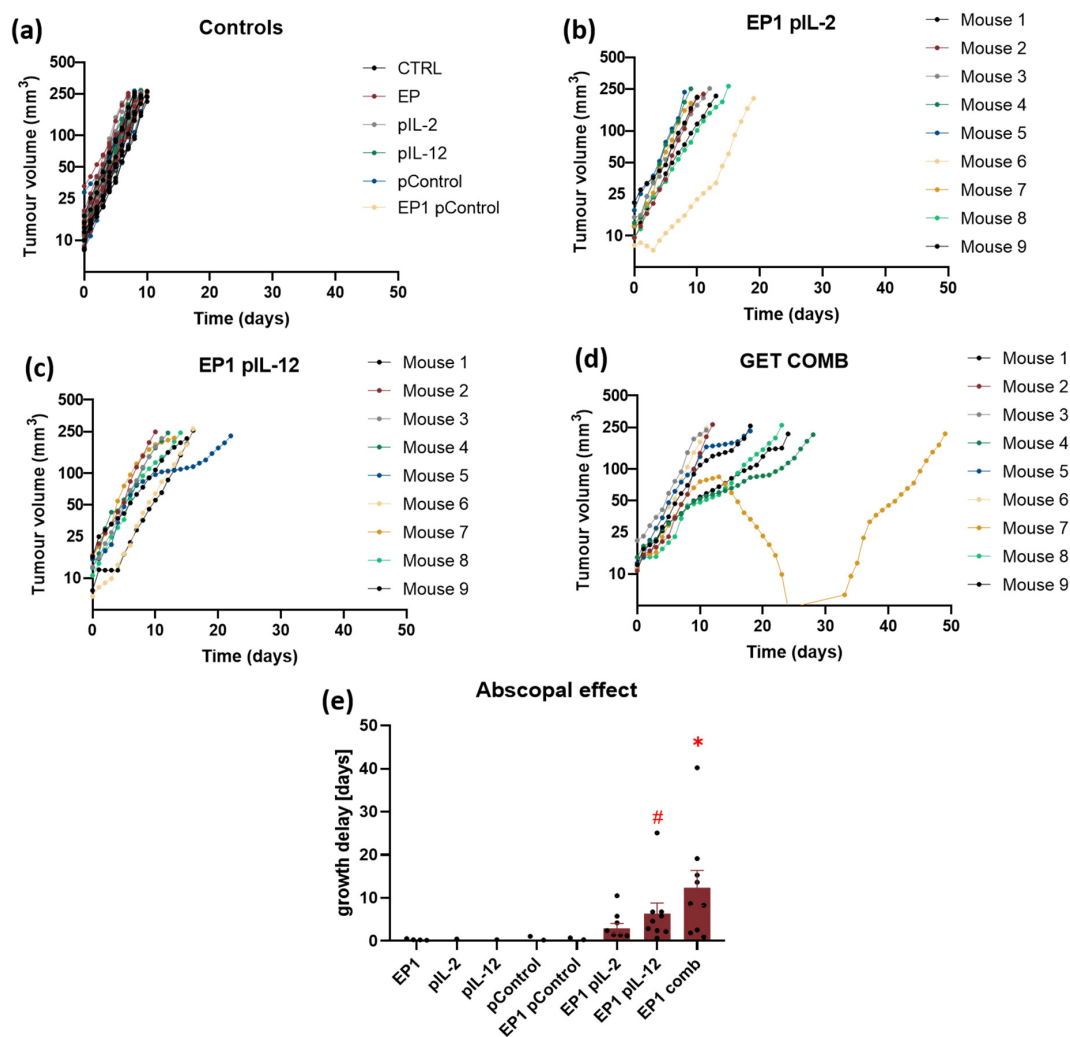 (a)
Controls
Tumour volume (mm³)
500
250
100
50
25
10
0
10
20
30
40
50
Time (days)
CTRL
EP
pIL-2
pIL-12
pControl
EP1 pControl
(b)
EP1 pIL-2
Tumour volume (mm³)
500
250
100
50
25
10
0
10
20
30
40
50
Time (days)
Mouse 1
Mouse 2
Mouse 3
Mouse 4
Mouse 5
Mouse 6
Mouse 7
Mouse 8
Mouse 9
(c)
EP1 pIL-12
Tumour volume (mm³)
500
250
100
50
25
10
0
10
20
30
40
50
Time (days)
Mouse 1
Mouse 2
Mouse 3
Mouse 4
Mouse 5
Mouse 6
Mouse 7
Mouse 8
Mouse 9
(d)
GET COMB
Tumour volume (mm³)
500
250
100
50
25
10
0
10
20
30
40
50
Time (days)
Mouse 1
Mouse 2
Mouse 3
Mouse 4
Mouse 5
Mouse 6
Mouse 7
Mouse 8
Mouse 9
(e)
Abscopal effect
growth delay [days]
50
40
30
20
10
0
#
*
EP1
pIL-2
pIL-12
pControl
EP1 pControl
EP1 pIL-2
EP1 pIL-12
EP1 comb